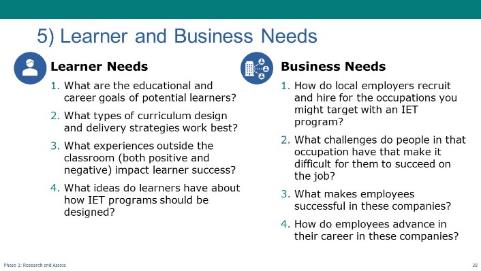 5) Learner and Business Needs
Learner Needs
1. What are the educational and
career goals of potential learners?
2. What types of curriculum design
and delivery strategies work best?
3. What experiences outside the
classroom (both positive and
negative) impact learner success?
4. What ideas do learners have about
how IET programs should be
designed?
Business Needs
1. How do local employers recruit
and hire for the occupations you
might target with an IET
program?
2. What challenges do people in that
occupation have that make it
difficult for them to succeed on
the job?
3. What makes employees
successful in these companies?
4. How do employees advance in
their career in these companies?
Phase 1: Research and Assess